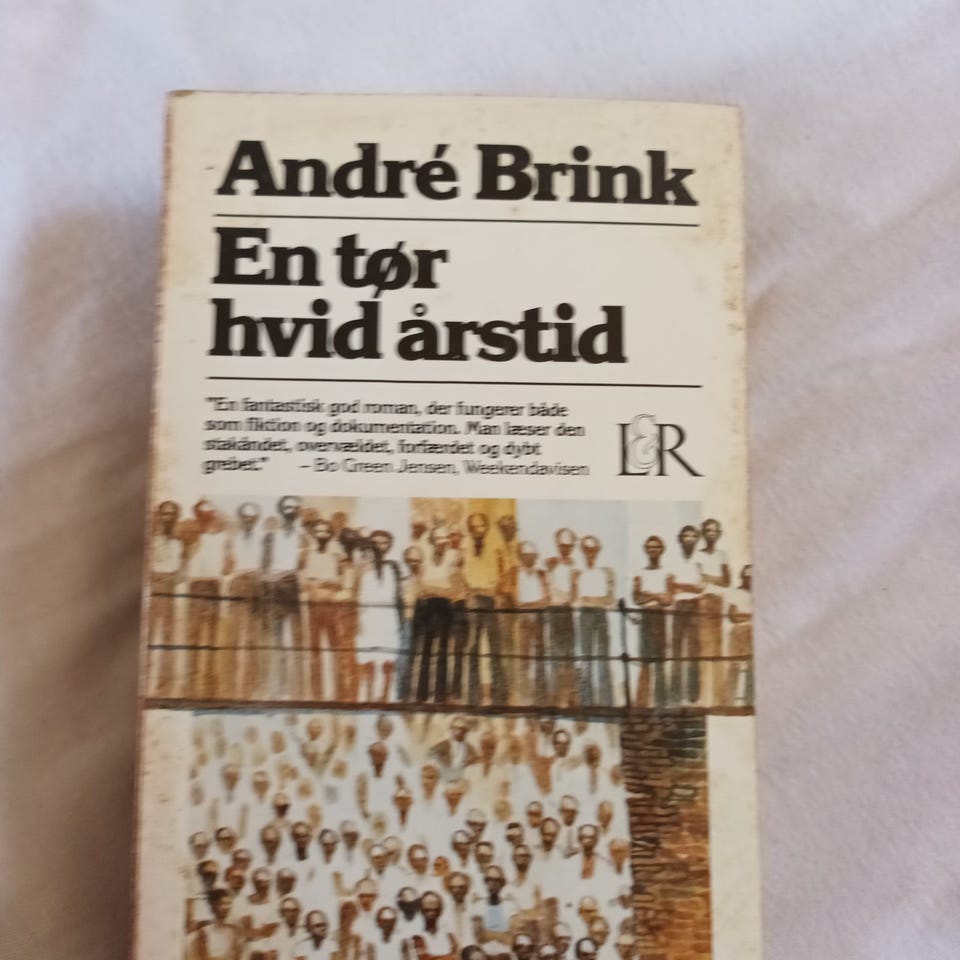 André Brink
En tør
hvid årstid
"En fantastisk god roman, der fungerer både
som fiktion og dokumentation. Man læser den
stakåndet, overvældet, forfærdet og dybt
grebet." – Bo Green Jensen, Weekendavisen
L&R